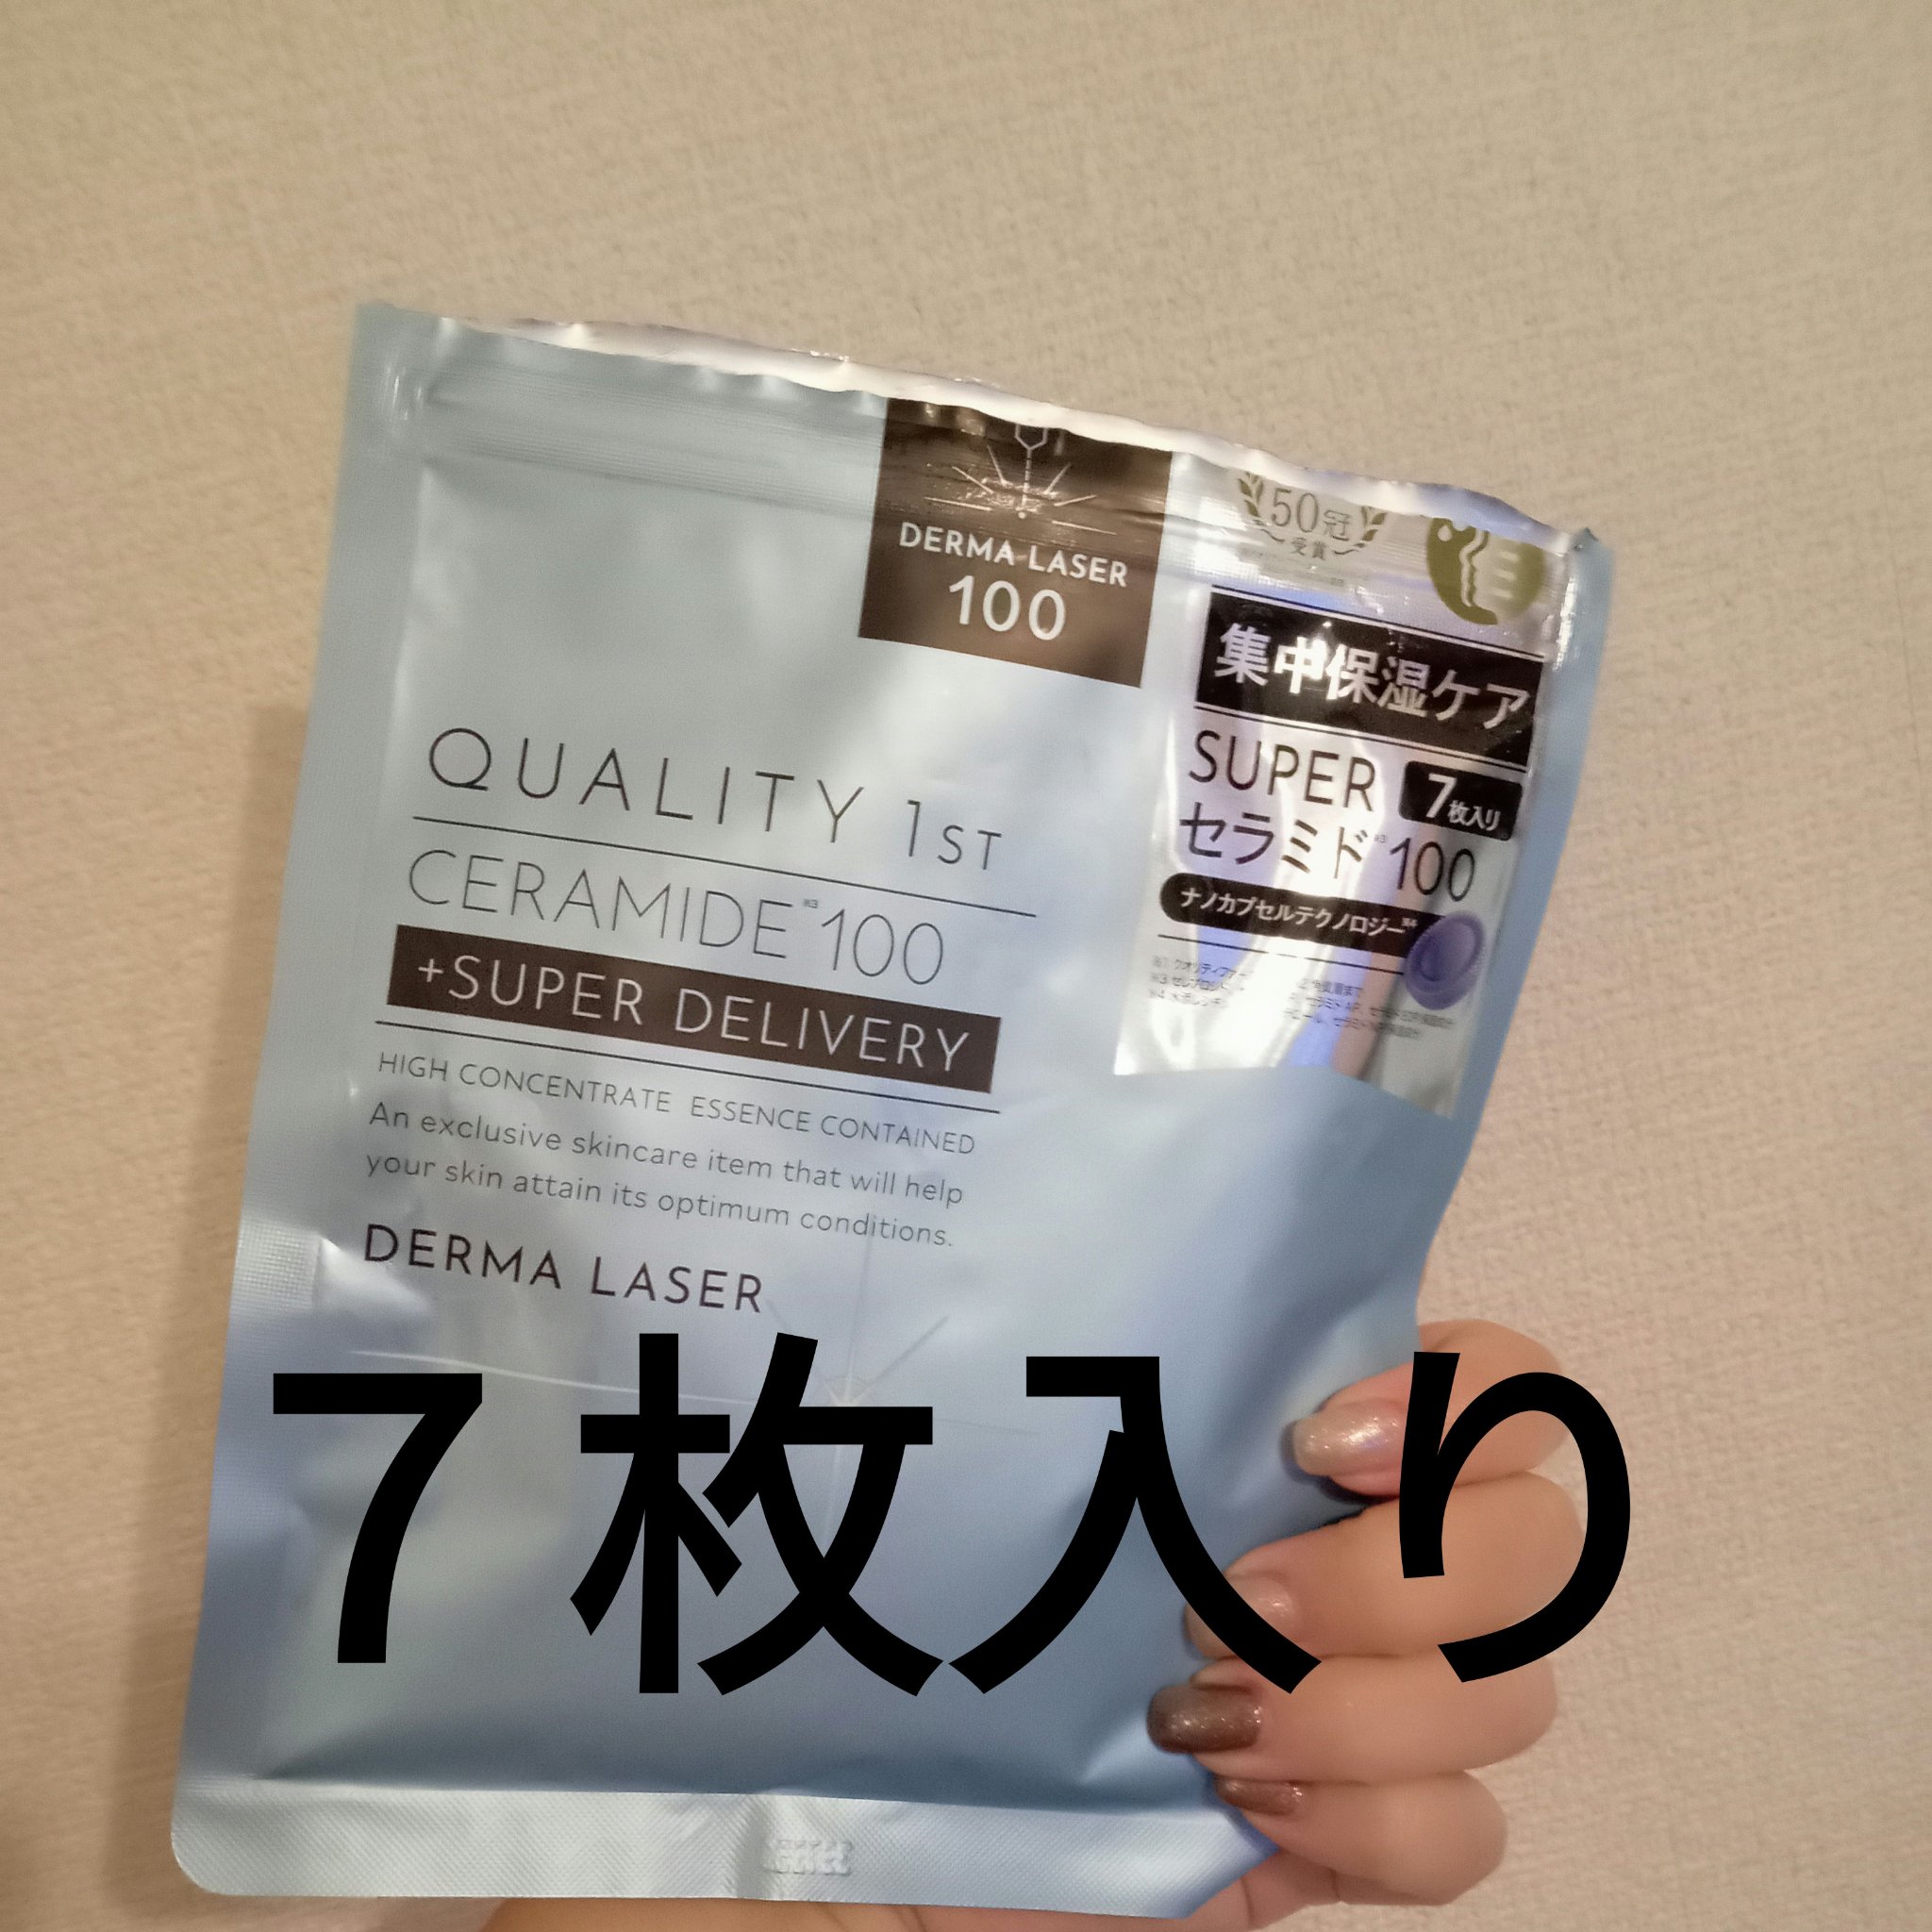 DERMA LASER
100
50冠
受賞
集中保湿ケア
SUPER
7枚入り
セラミド※3 100
ナノカプセルテクノロジー※4
QUALITY 1ST
CERAMIDE※3 100
+SUPER DELIVERY
HIGH CONCENTRATE ESSENCE CONTAINED
An exclusive skincare item that will help
your skin attain its optimum conditions.
DERMA LASER
7枚入り